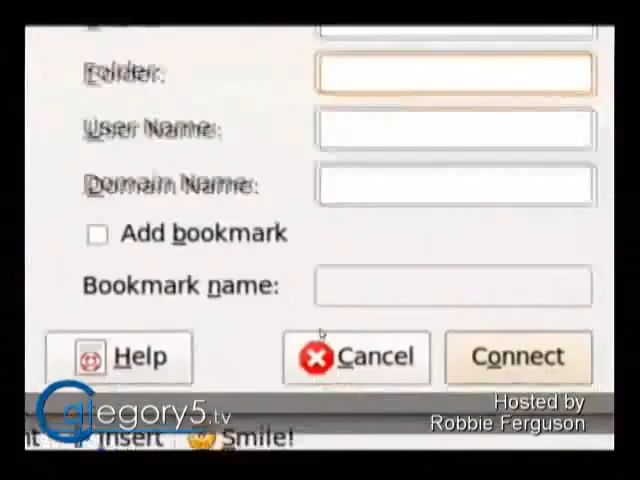 Folder:
User Name:
Domain Name:
Add bookmark
Bookmark name:
Help
Cancel
Connect
Category5.tv
Hosted by
Robbie Ferguson
Insert
Smile!